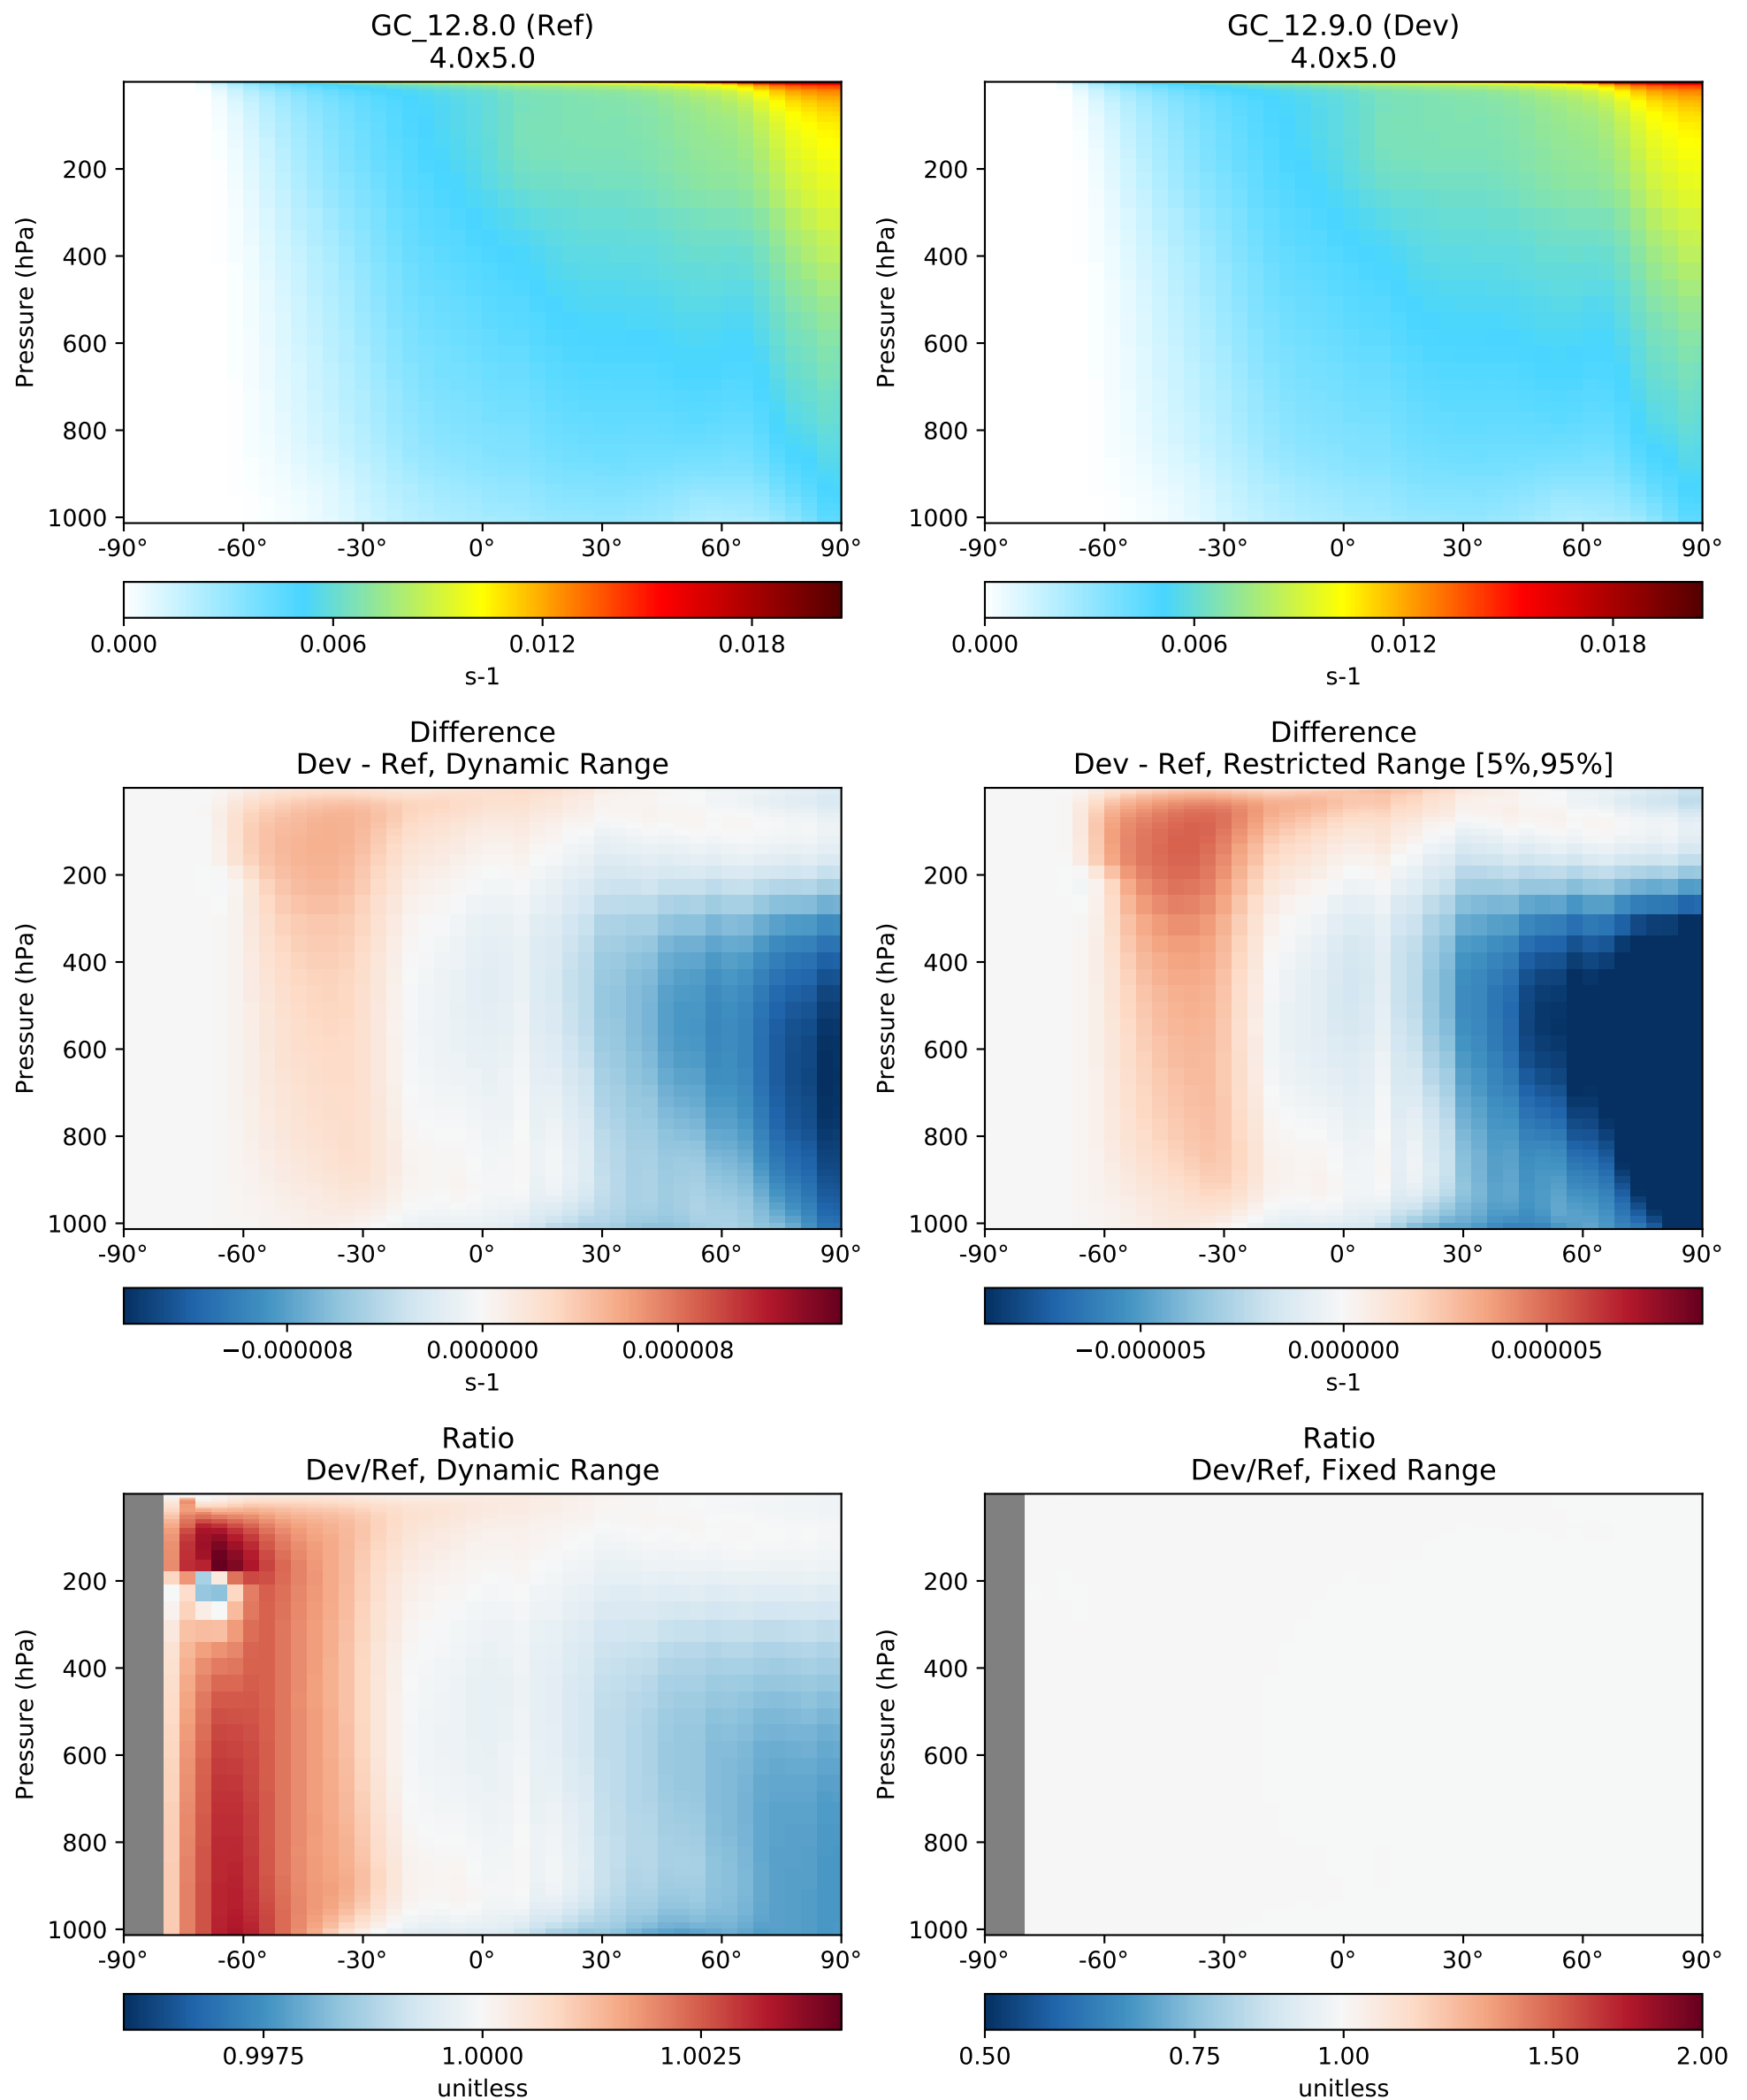 GC_12.8.0 (Ref)
4.0x5.0
Pressure (hPa)
200
400
600
800
1000
-90° -60° -30° 0° 30° 60° 90°
0.000 0.006 0.012 0.018
s-1
GC_12.9.0 (Dev)
4.0x5.0
Pressure (hPa)
200
400
600
800
1000
-90° -60° -30° 0° 30° 60° 90°
0.000 0.006 0.012 0.018
s-1
Difference
Dev - Ref, Dynamic Range
Pressure (hPa)
200
400
600
800
1000
-90° -60° -30° 0° 30° 60° 90°
−0.000008 0.000000 0.000008
s-1
Difference
Dev - Ref, Restricted Range [5%,95%]
Pressure (hPa)
200
400
600
800
1000
-90° -60° -30° 0° 30° 60° 90°
−0.000005 0.000000 0.000005
s-1
Ratio
Dev/Ref, Dynamic Range
Pressure (hPa)
200
400
600
800
1000
-90° -60° -30° 0° 30° 60° 90°
0.9975 1.0000 1.0025
unitless
Ratio
Dev/Ref, Fixed Range
Pressure (hPa)
200
400
600
800
1000
-90° -60° -30° 0° 30° 60° 90°
0.50 0.75 1.00 1.50 2.00
unitless